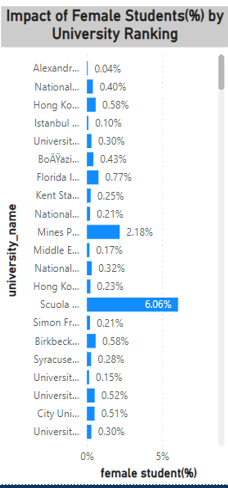 Impact of Female Students(%) by
University Ranking
university_name
Alexandr... 0.04%
National... 0.40%
Hong Ko... 0.58%
Istanbul ... 0.10%
Universit... 0.30%
BoÄŸazi... 0.43%
Florida I... 0.77%
Kent Sta... 0.25%
National... 0.21%
Mines P... 2.18%
Middle E... 0.17%
National... 0.32%
Hong Ko... 0.23%
Scuola ... 6.06%
Simon Fr... 0.21%
Birkbeck... 0.58%
Syracuse... 0.28%
Universit... 0.15%
Universit... 0.52%
City Uni... 0.51%
Universit... 0.30%
0% 5%
female student(%)